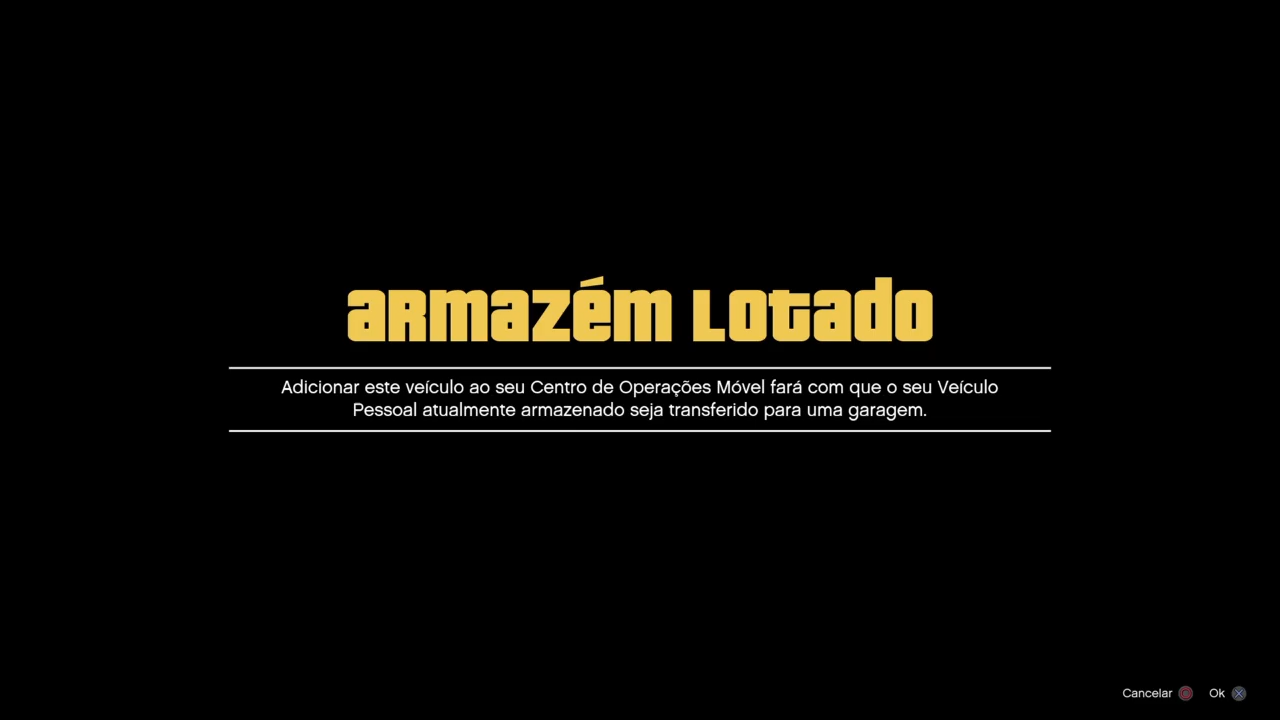 ARMAZÉM LOTADO
Adicionar este veículo ao seu Centro de Operações Móvel fará com que o seu Veículo
Pessoal atualmente armazenado seja transferido para uma garagem.
Cancelar Ok